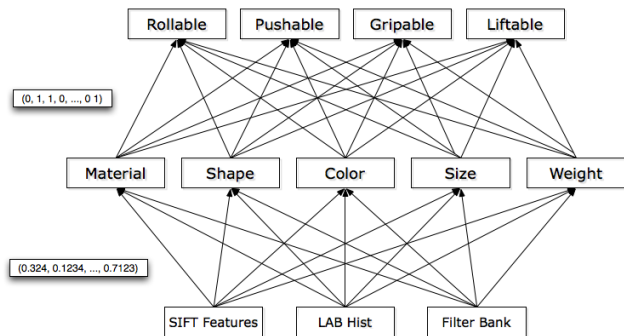 Rollable
Pushable
Gripable
Liftable
(0, 1, 1, 0, ..., 0 1)
Material
Shape
Color
Size
Weight
(0.324, 0.1234, ..., 0.7123)
SIFT Features
LAB Hist
Filter Bank